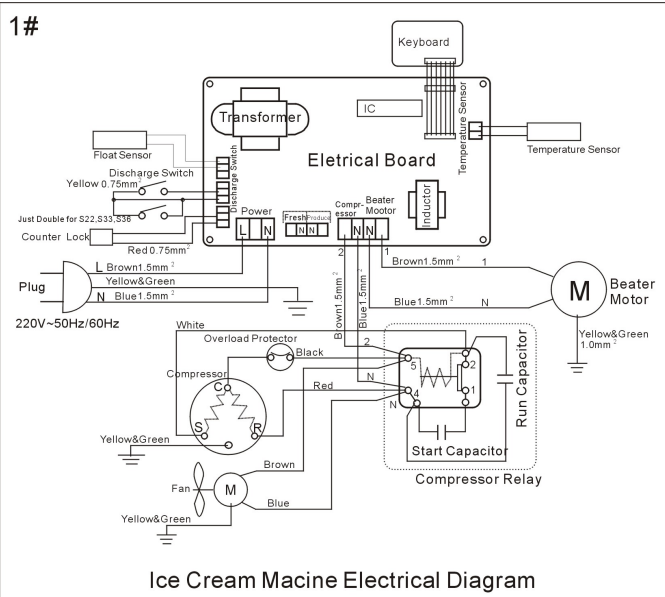 1#
Keyboard
IC
Transformer
Temperature Sensor
Temperature Sensor
Float Sensor
Discharge Switch
Discharge Switch
Eletrical Board
Yellow 0.75mm²
Inductor
Just Double for S22,S33,S36
Counter Lock
Red 0.75mm²
Power
L N
Fresh Produce
N N
Compr-
essor
Beater
Mootor
N N
2
1
L Brown1.5mm²
Yellow&Green
N Blue1.5mm²
Plug
220V~50Hz/60Hz
Brown1.5mm² 1
Blue1.5mm² N
Brown1.5mm²
Blue1.5mm²
M
Beater
Motor
Yellow&Green
1.0mm²
White
Overload Protector
Black
Compressor
C
S
R
Red
2
N
N
5
4
2
1
Run Capacitor
Start Capacitor
Compressor Relay
Yellow&Green
Brown
Fan
M
Blue
Yellow&Green
Ice Cream Macine Electrical Diagram